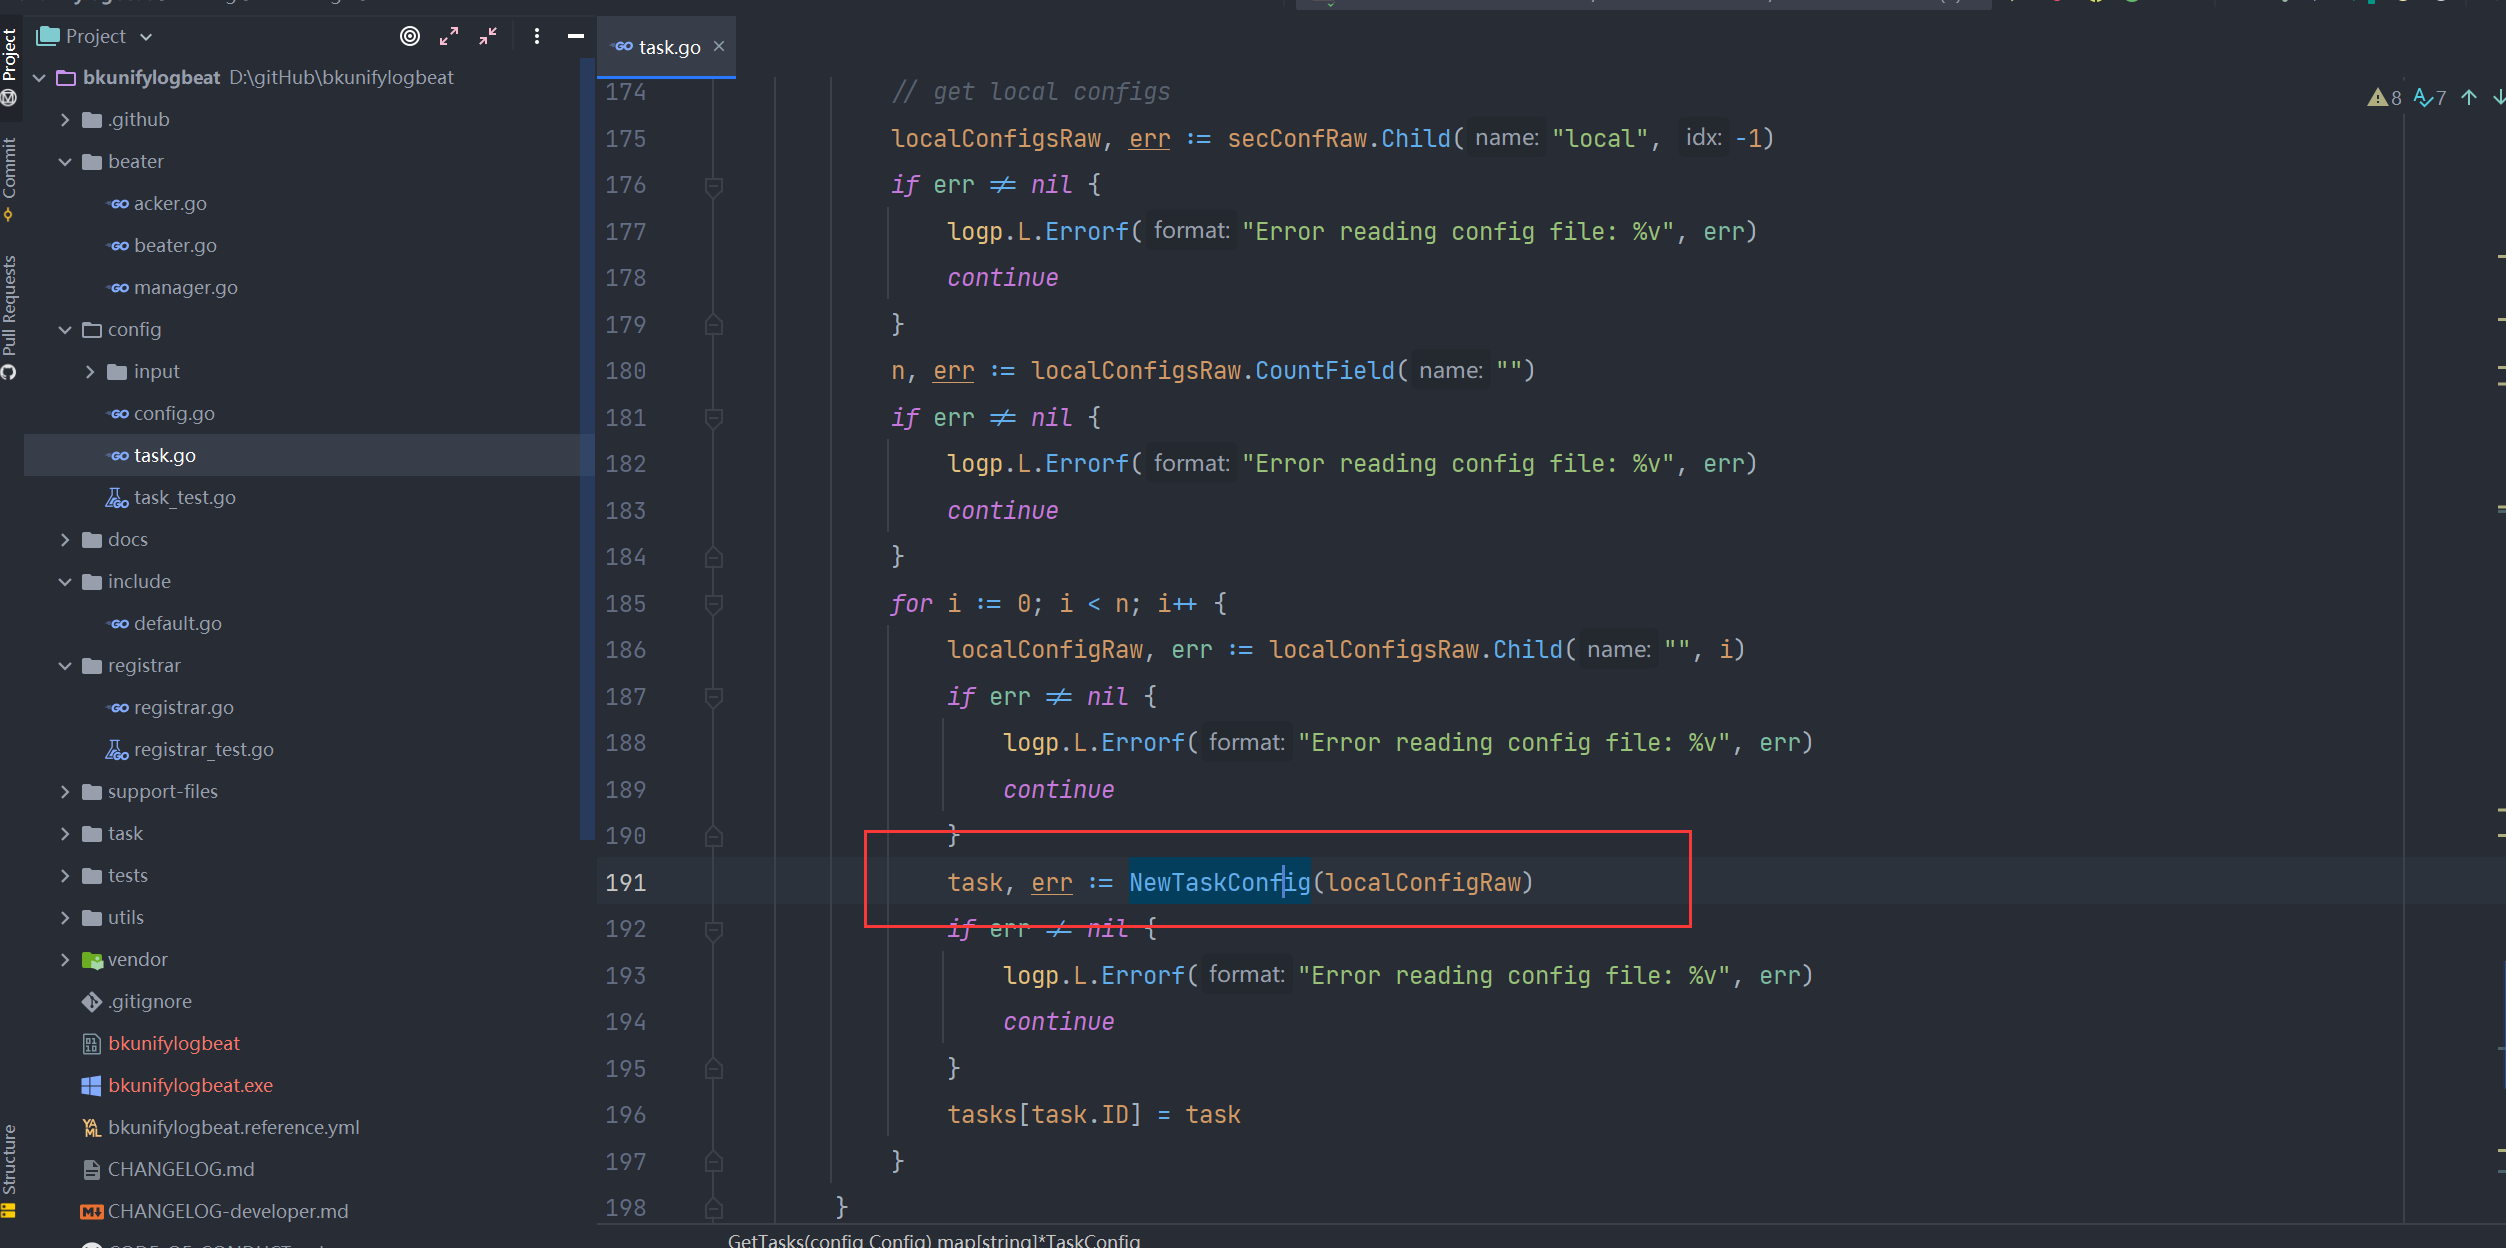 Project
Commit
Pull Requests
Structure
Project
bkunifylogbeat D:\gitHub\bkunifylogbeat
.github
beater
acker.go
beater.go
manager.go
config
input
config.go
task.go
task_test.go
docs
include
default.go
registrar
registrar.go
registrar_test.go
support-files
task
tests
utils
vendor
.gitignore
bkunifylogbeat
bkunifylogbeat.exe
bkunifylogbeat.reference.yml
CHANGELOG.md
CHANGELOG-developer.md
task.go
8 7
174 // get local configs
175 localConfigsRaw, err := secConfRaw.Child( name: "local", idx: -1)
176 if err ≠ nil {
177 logp.L.Errorf( format: "Error reading config file: %v", err)
178 continue
179 }
180 n, err := localConfigsRaw.CountField( name: "")
181 if err ≠ nil {
182 logp.L.Errorf( format: "Error reading config file: %v", err)
183 continue
184 }
185 for i := 0; i < n; i++ {
186 localConfigRaw, err := localConfigsRaw.Child( name: "", i)
187 if err ≠ nil {
188 logp.L.Errorf( format: "Error reading config file: %v", err)
189 continue
190 }
191 task, err := NewTaskConfig(localConfigRaw)
192 if err ≠ nil {
193 logp.L.Errorf( format: "Error reading config file: %v", err)
194 continue
195 }
196 tasks[task.ID] = task
197 }
198 }
GetTasks(config Config) map[string]*TaskConfig